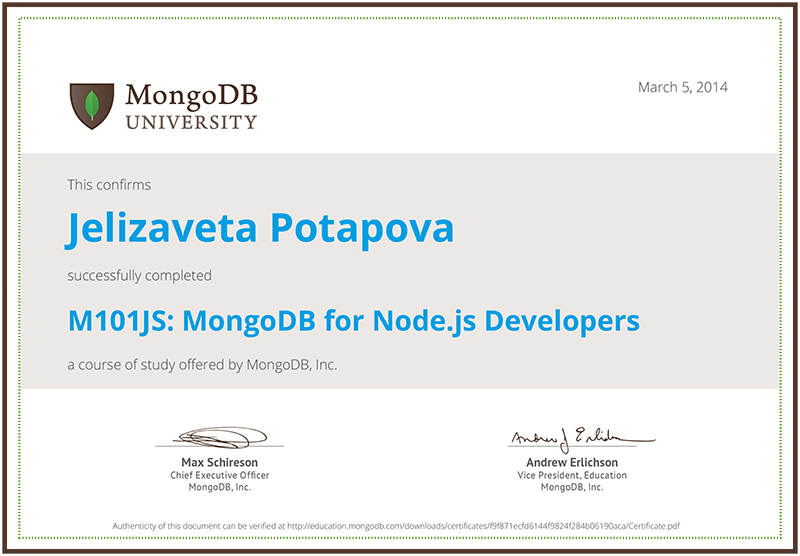 MongoDB
UNIVERSITY
March 5, 2014
This confirms
Jelizaveta Potapova
successfully completed
M101JS: MongoDB for Node.js Developers
a course of study offered by MongoDB, Inc.
Andrew J Erlichson
Max Schireson
Chief Executive Officer
MongoDB, Inc.
Andrew Erlichson
Vice President, Education
MongoDB, Inc.
Authenticity of this document can be verified at http://education.mongodb.com/downloads/certificates/f9f871ecfd6144f9824f284b06190aca/Certificate.pdf